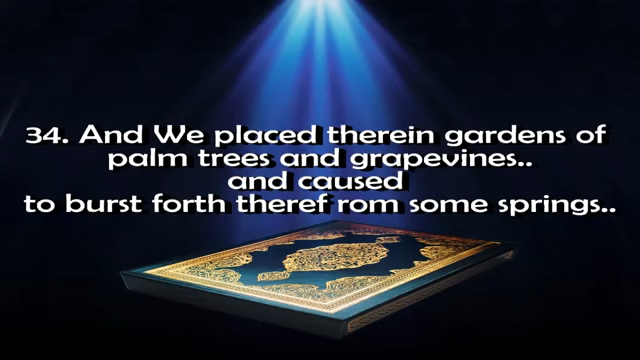 34. And We placed therein gardens of
palm trees and grapevines..
and caused
to burst forth theref rom some springs..